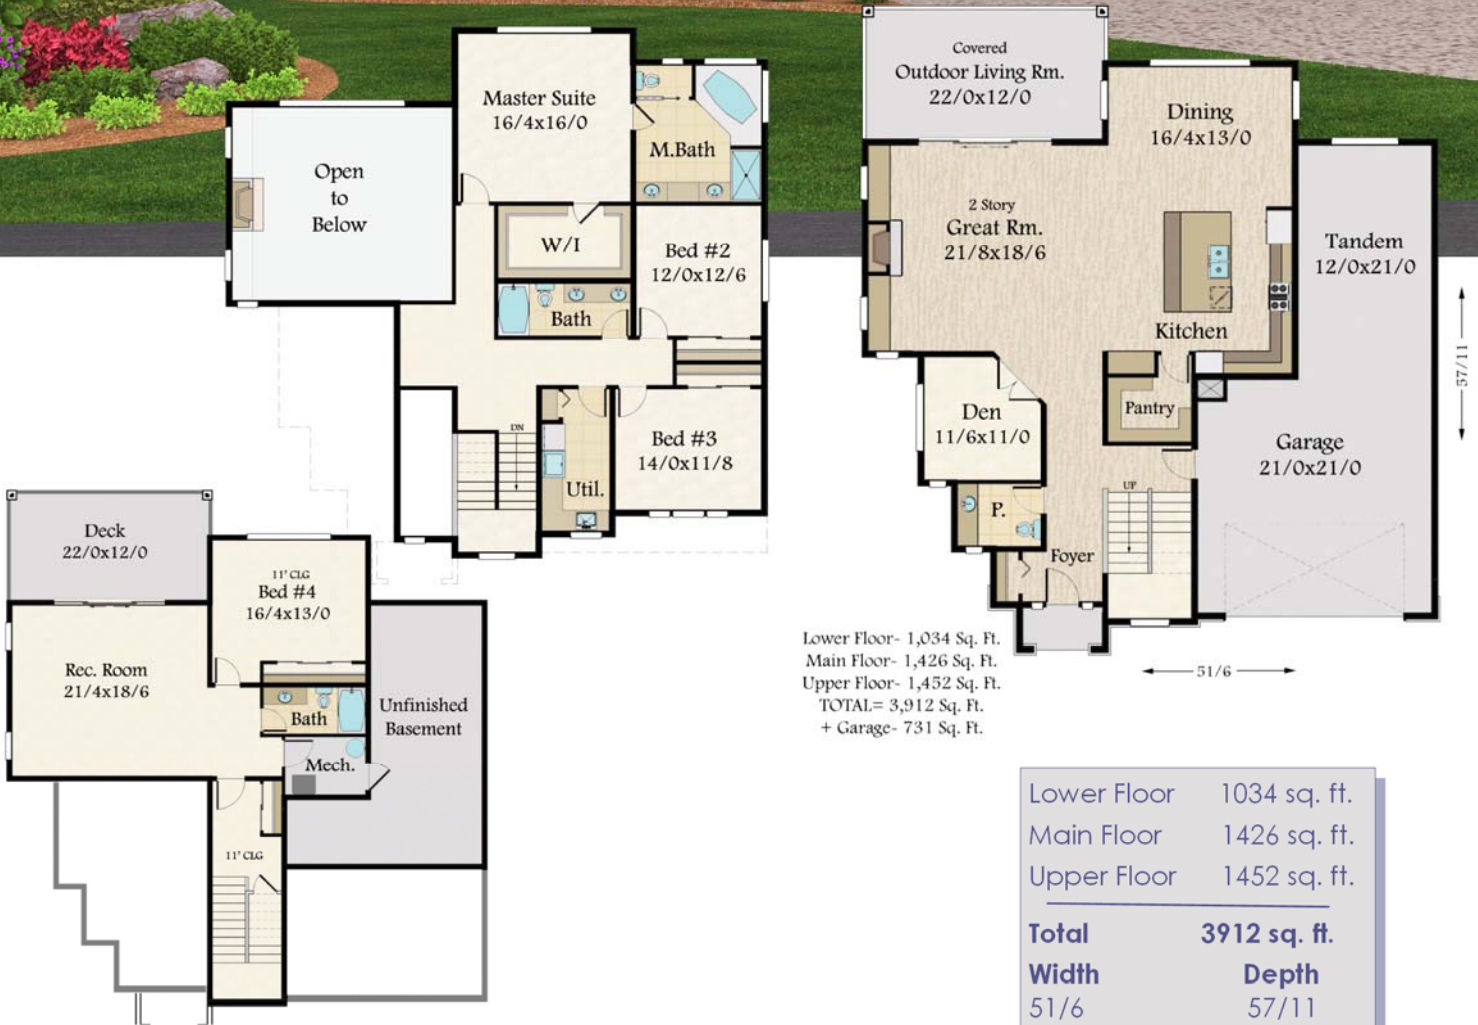 Covered
Outdoor Living Rm.
22/0x12/0
Dining
16/4x13/0
2 Story
Great Rm.
21/8x18/6
Kitchen
Tandem
12/0x21/0
Den
11/6x11/0
Pantry
Garage
21/0x21/0
P.
UP
Foyer
57/11
51/6
Master Suite
16/4x16/0
M.Bath
Open
to
Below
W/I
Bed #2
12/0x12/6
Bath
DN
Util.
Bed #3
14/0x11/8
Deck
22/0x12/0
11' CLG
Bed #4
16/4x13/0
Rec. Room
21/4x18/6
Bath
Mech.
Unfinished
Basement
11' CLG
Lower Floor- 1,034 Sq. Ft.
Main Floor- 1,426 Sq. Ft.
Upper Floor- 1,452 Sq. Ft.
TOTAL= 3,912 Sq. Ft.
+ Garage- 731 Sq. Ft.
Lower Floor 1034 sq. ft.
Main Floor 1426 sq. ft.
Upper Floor 1452 sq. ft.
Total 3912 sq. ft.
Width Depth
51/6 57/11